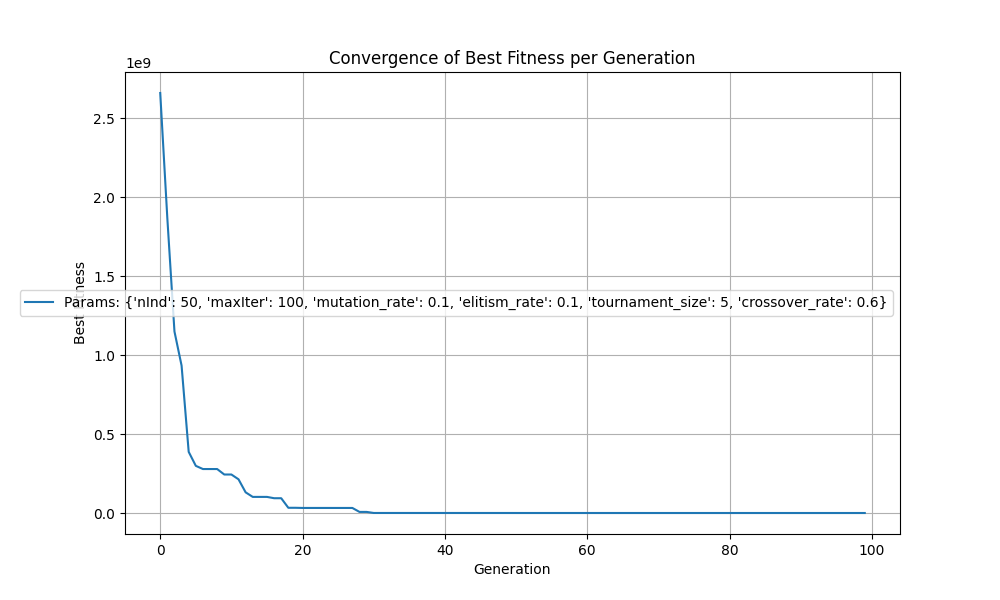 Convergence of Best Fitness per Generation
1e9
2.5
2.0
1.5
1.0
0.5
0.0
Best
Params: {'nInd': 50, 'maxIter': 100, 'mutation_rate': 0.1, 'elitism_rate': 0.1, 'tournament_size': 5, 'crossover_rate': 0.6}
0 20 40 60 80 100
Generation